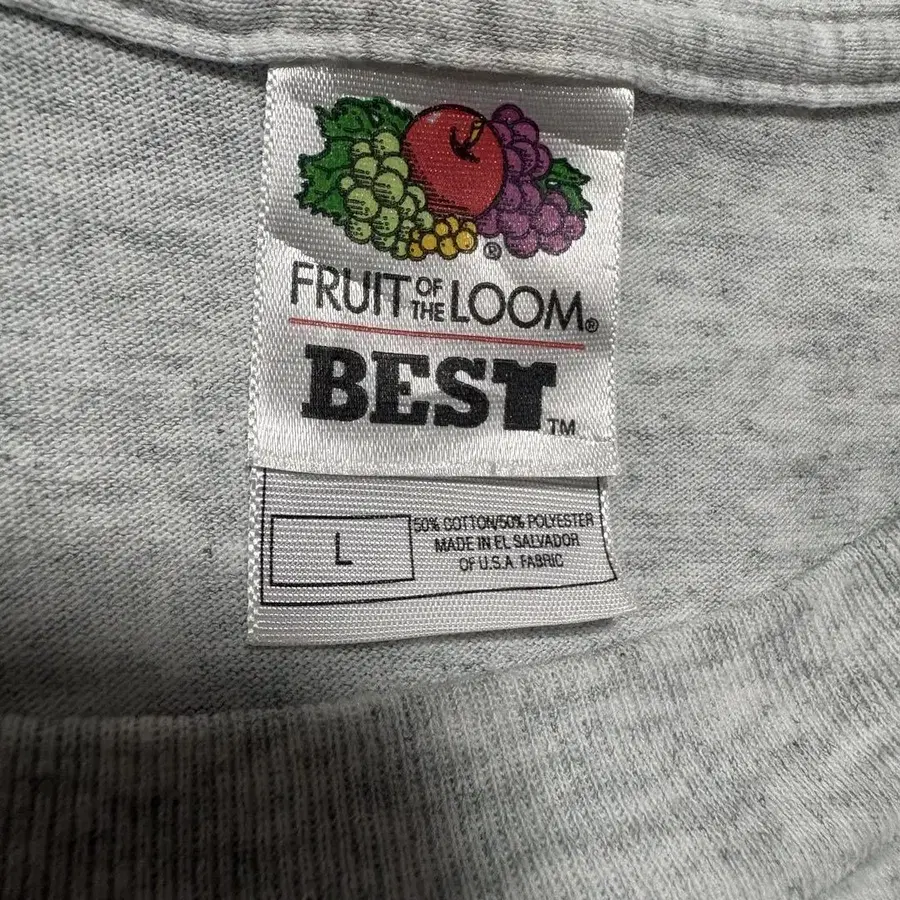 ®
FRUIT OF THE LOOM®
BEST™
L
50% COTTON/50% POLYESTER
MADE IN EL SALVADOR
OF U.S.A. FABRIC